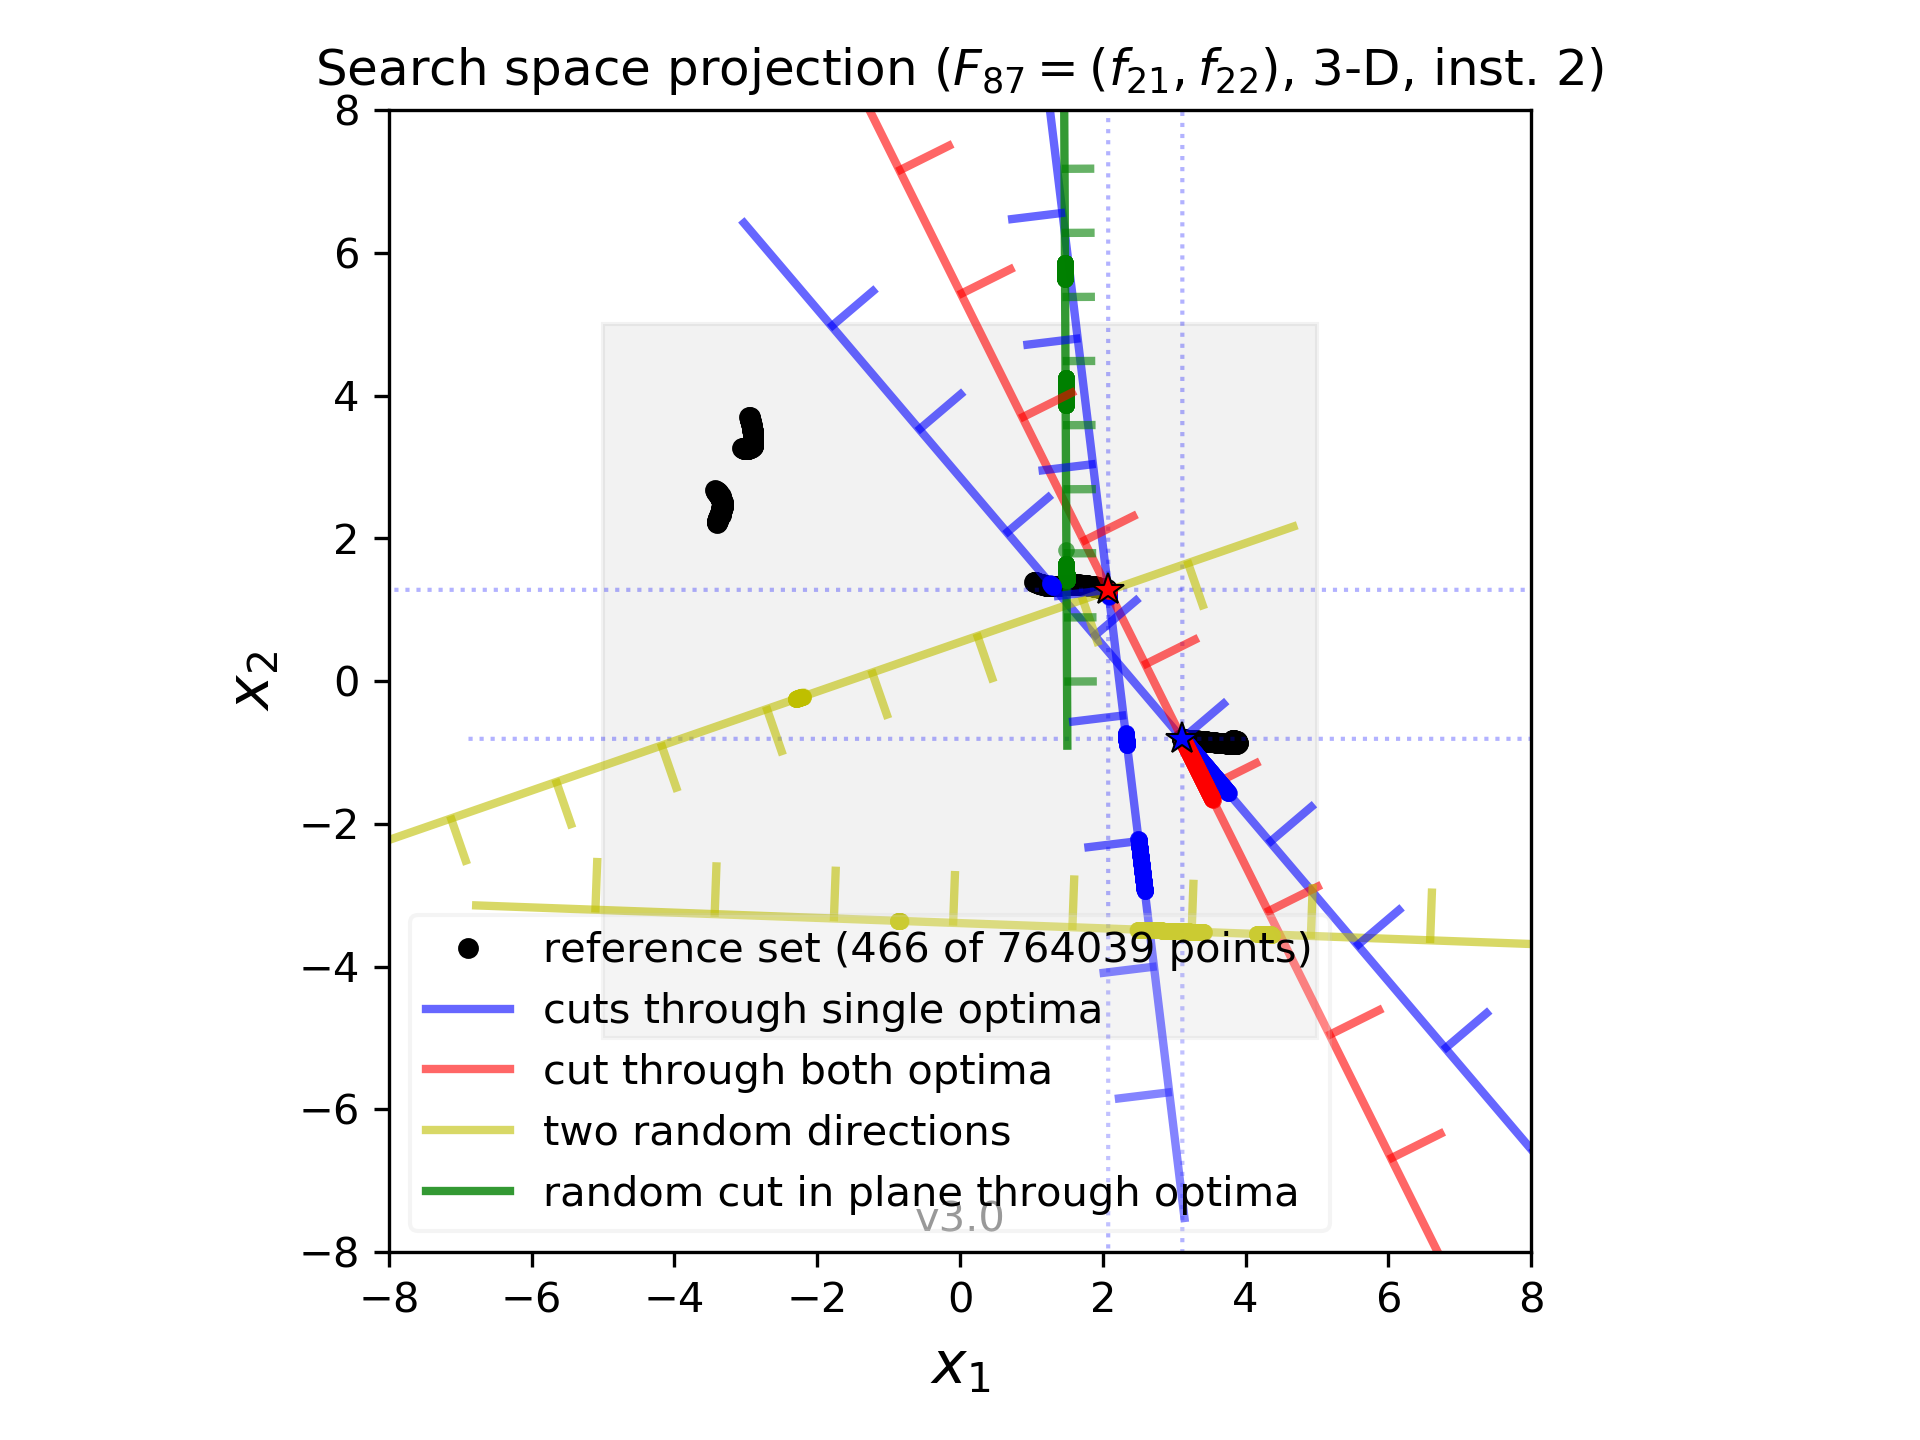 Search space projection (F₈₇ = (f₂₁, f₂₂), 3-D, inst. 2)
8
6
4
2
0
−2
−4
−6
−8
x₂
reference set (466 of 764039 points)
cuts through single optima
cut through both optima
two random directions
random cut in plane through optima
v3.0
−8 −6 −4 −2 0 2 4 6 8
x₁